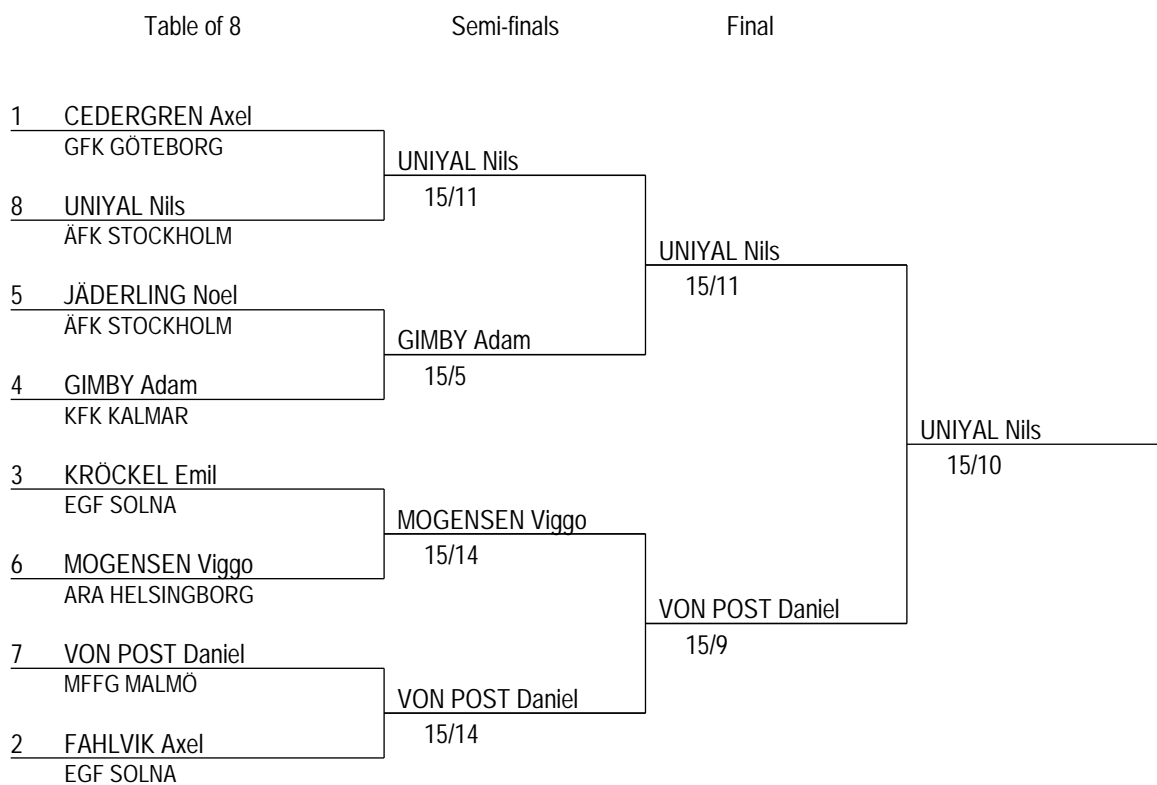 Table of 8 Semi-finals Final
1 CEDERGREN Axel
GFK GÖTEBORG
UNIYAL Nils
15/11
8 UNIYAL Nils
ÄFK STOCKHOLM
UNIYAL Nils
15/11
5 JÄDERLING Noel
ÄFK STOCKHOLM
GIMBY Adam
15/5
4 GIMBY Adam
KFK KALMAR
UNIYAL Nils
15/10
3 KRÖCKEL Emil
EGF SOLNA
MOGENSEN Viggo
15/14
6 MOGENSEN Viggo
ARA HELSINGBORG
VON POST Daniel
15/9
7 VON POST Daniel
MFFG MALMÖ
VON POST Daniel
15/14
2 FAHLVIK Axel
EGF SOLNA